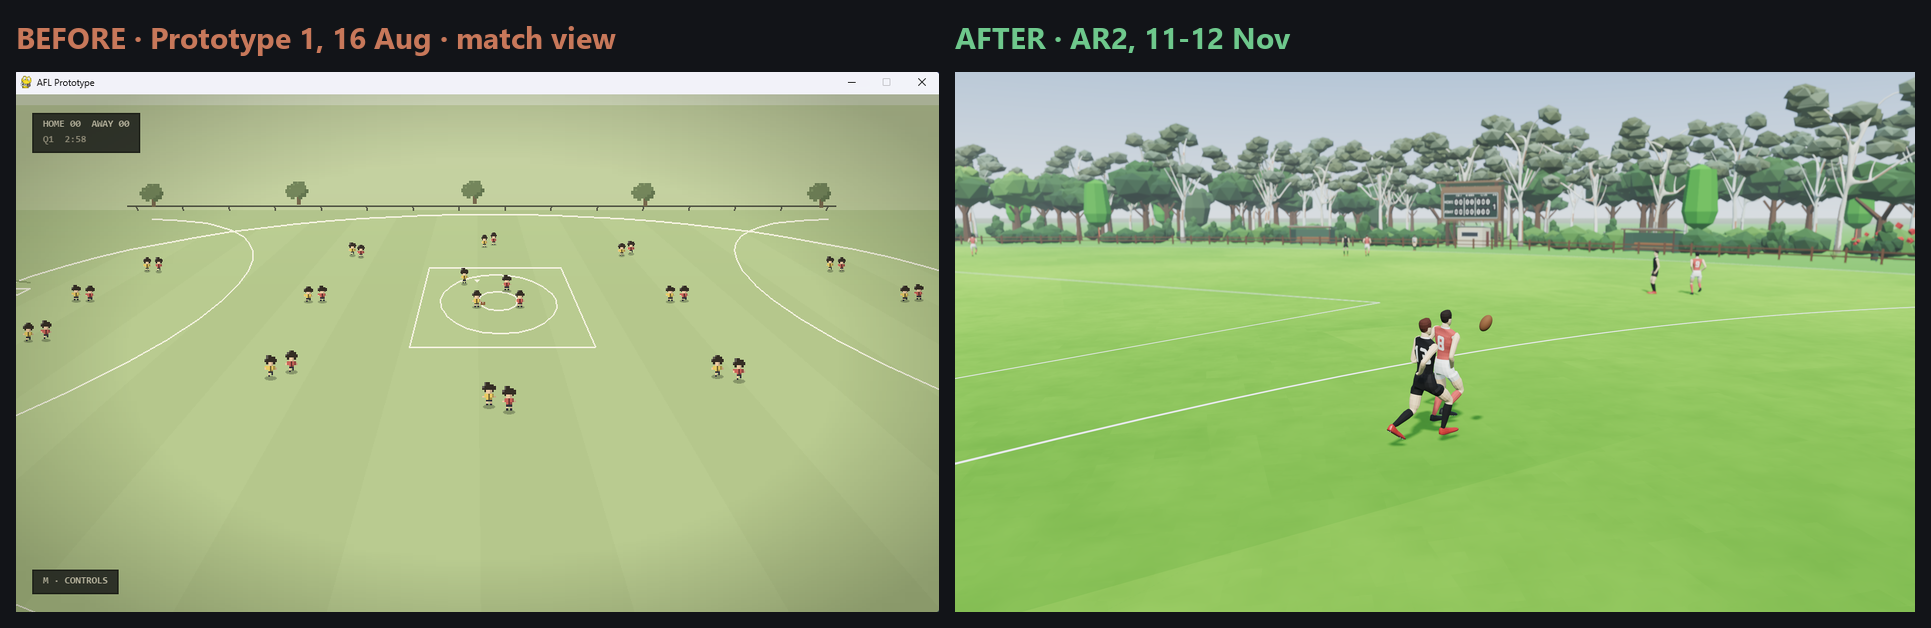 BEFORE · Prototype 1, 16 Aug · match view
AFTER · AR2, 11-12 Nov
AFL Prototype
HOME 00 AWAY 00
Q1 2:58
M · CONTROLS
8